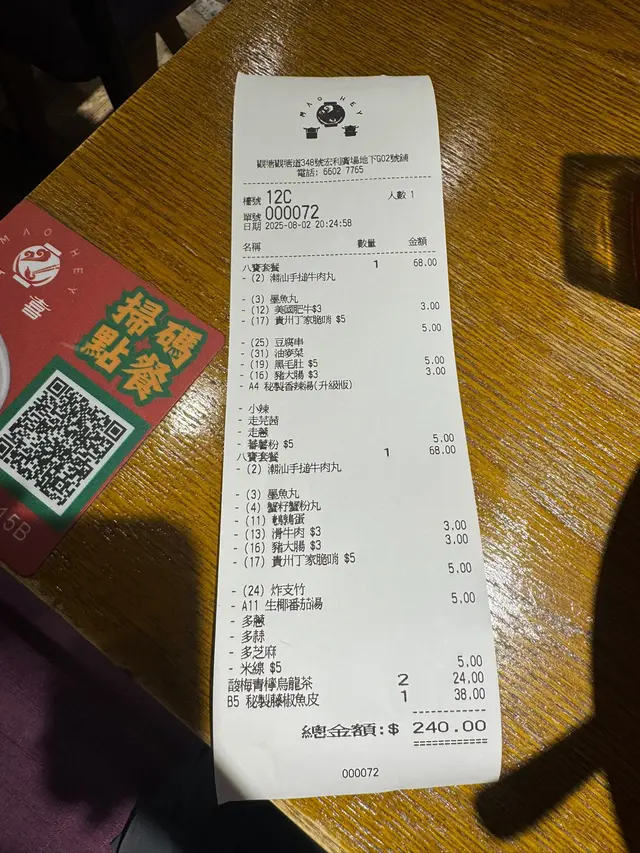 MAO HEY
冒 喜
觀塘觀塘道348號宏利廣場地下G02號鋪
電話: 6602 7765
檯號 12C 人數 1
單號 000072
日期 2025-08-02 20:24:58
名稱 數量 金額
八寶套餐 1 68.00
- (2) 潮汕手搥牛肉丸
- (3) 墨魚丸
- (12) 美國肥牛$3 3.00
- (17) 貴州丁家脆哨 $5 5.00
- (25) 豆腐串
- (31) 油麥菜
- (19) 黑毛肚 $5 5.00
- (16) 豬大腸 $3 3.00
- A4 秘製香辣湯(升級版)
- 小辣
- 走芫茜
- 走蔥
- 薯粉 $5 5.00
八寶套餐 1 68.00
- (2) 潮汕手搥牛肉丸
- (3) 墨魚丸
- (4) 蟹籽蟹粉丸
- (11) 鵪鶉蛋
- (13) 滑牛肉 $3 3.00
- (16) 豬大腸 $3 3.00
- (17) 貴州丁家脆哨 $5 5.00
- (24) 炸支竹
- A11 生椰番茄湯 5.00
- 多蔥
- 多蒜
- 多芝麻
- 米線 $5 5.00
酸梅青檸烏龍茶 2 24.00
B5 秘製藤椒魚皮 1 38.00
總金額:$ 240.00
000072
MAO HEY
喜
掃碼
點餐
15B